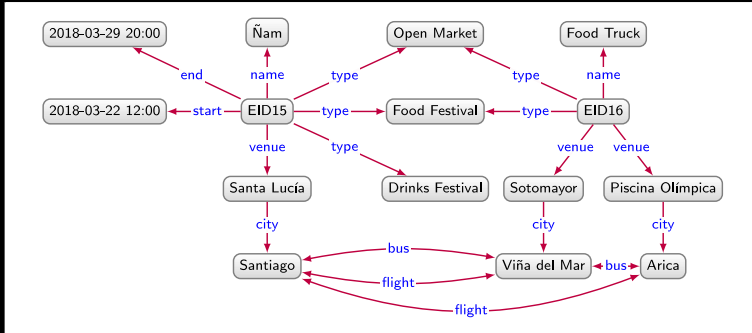 2018-03-29 20:00
Ñam
Open Market
Food Truck
end
name
type
type
name
2018-03-22 12:00
start
EID15
type
Food Festival
type
EID16
venue
type
venue
venue
Santa Lucía
Drinks Festival
Sotomayor
Piscina Olímpica
city
city
city
bus
Santiago
Viña del Mar
bus
Arica
flight
flight